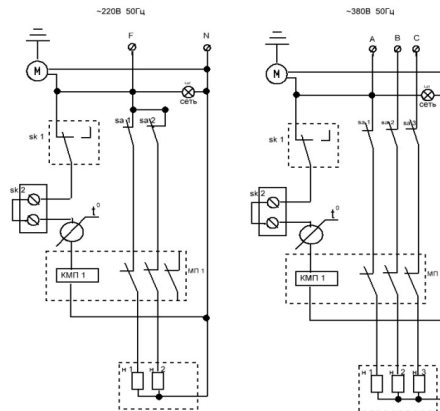 ~220В 50Гц
F
N
М
сеть
sa 1
sa 2
sk 1
sk 2
t°
МП 1
КМП 1
н 1
н 2
~380В 50Гц
А
В
С
М
сеть
sa 1
sa 2
sa 3
sk 1
sk 2
t°
МП
КМП 1
н 1
н 2
н 3